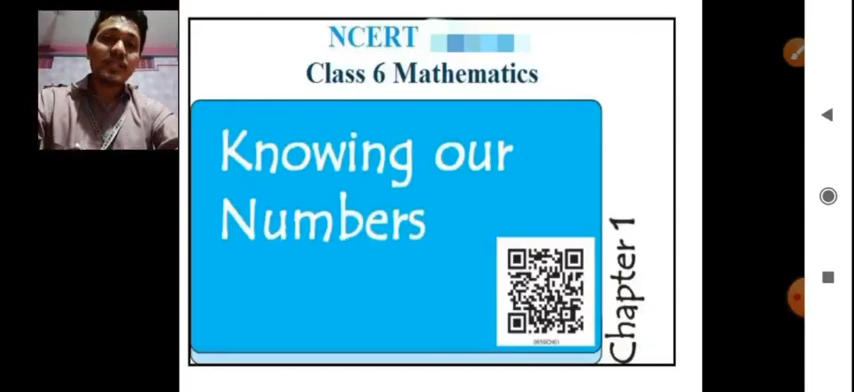 NCERT
Class 6 Mathematics
Knowing our
Numbers
Chapter 1